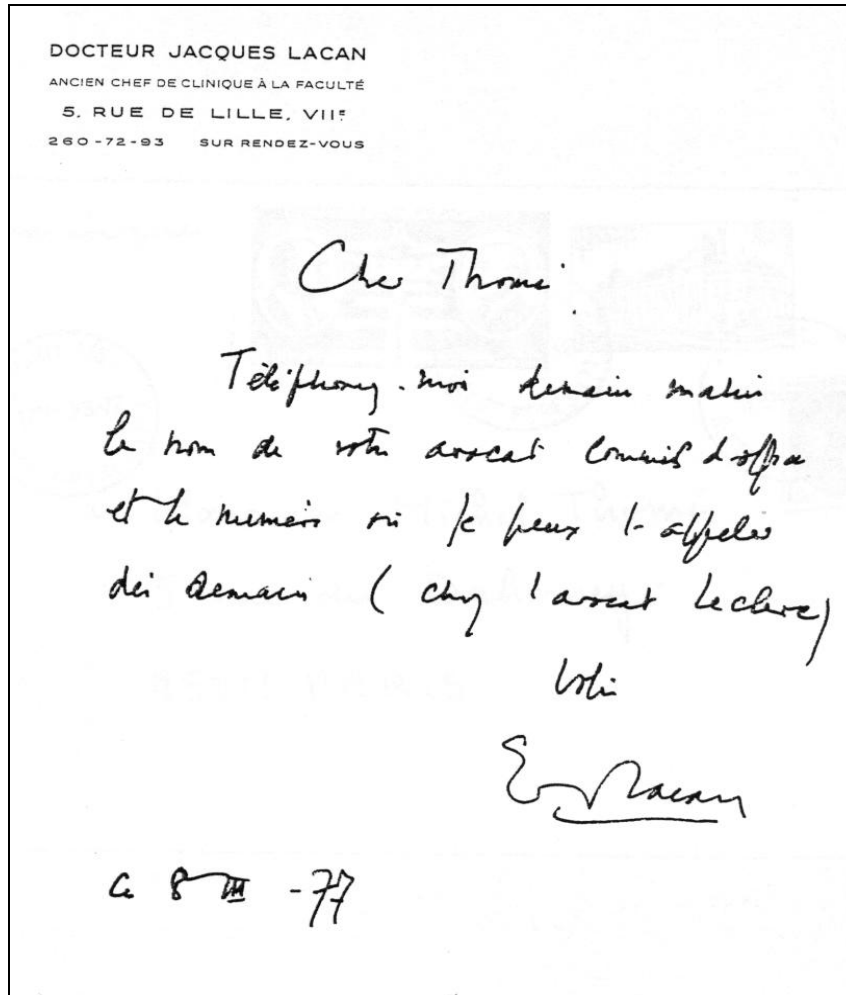 DOCTEUR JACQUES LACAN
ANCIEN CHEF DE CLINIQUE À LA FACULTÉ
5, RUE DE LILLE, VIIᵉ
260-72-93 SUR RENDEZ-VOUS
Cher Thomé
Téléphonez-moi demain matin
le nom de votre avocat commis d'office
et le numéro où je peux l'appeler
dès demain (chez l'avocat Leclerc)
Votre
Lacan
Ce 8 III -77